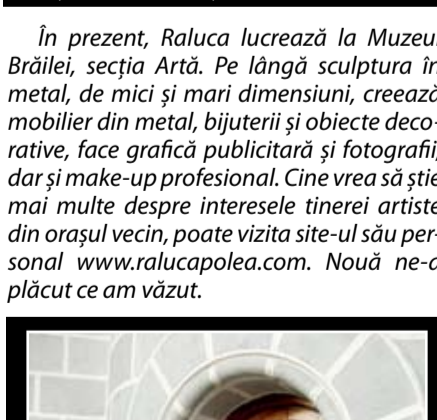 În prezent, Raluca lucrează la Muzeul
Brăilei, secția Artă. Pe lângă sculptura în
metal, de mici și mari dimensiuni, creează
mobilier din metal, bijuterii și obiecte deco-
rative, face grafică publicitară și fotografii,
dar și make-up profesional. Cine vrea să știe
mai multe despre interesele tinerei artiste
din orașul vecin, poate vizita site-ul său per-
sonal www.ralucapolea.com. Nouă ne-a
plăcut ce am văzut.